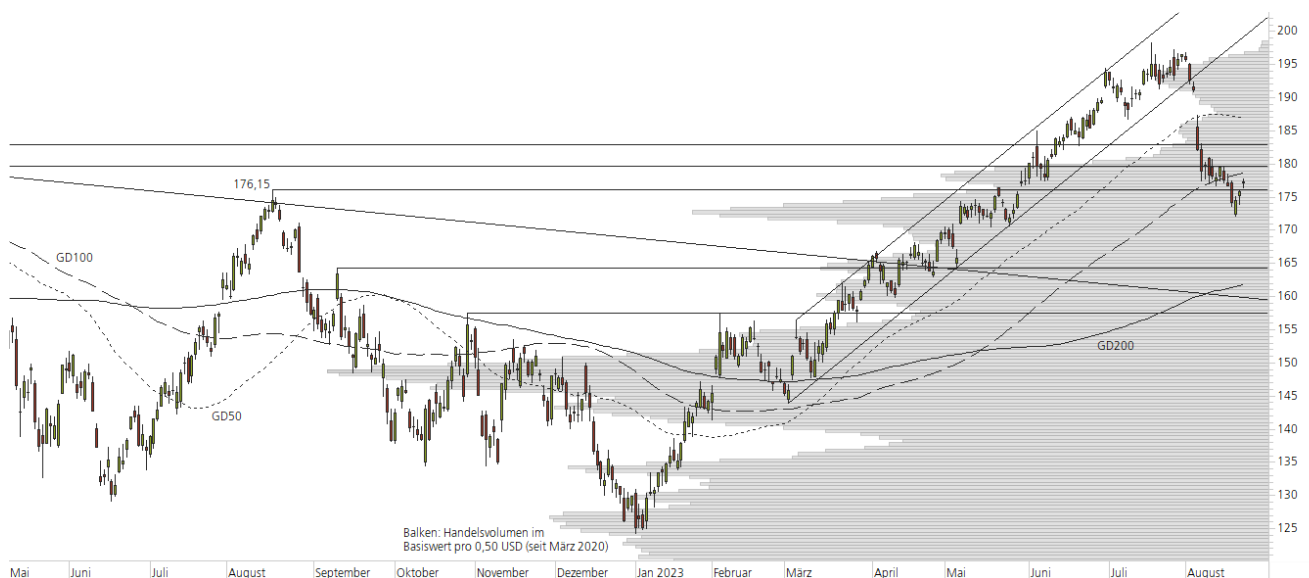 200
195
190
185
180
176,15
175
170
GD100
165
160
155
GD200
150
145
GD50
140
135
130
125
Balken: Handelsvolumen im
Basiswert pro 0,50 USD (seit März 2020)
Mai Juni Juli August September Oktober November Dezember Jan 2023 Februar März April Mai Juni Juli August